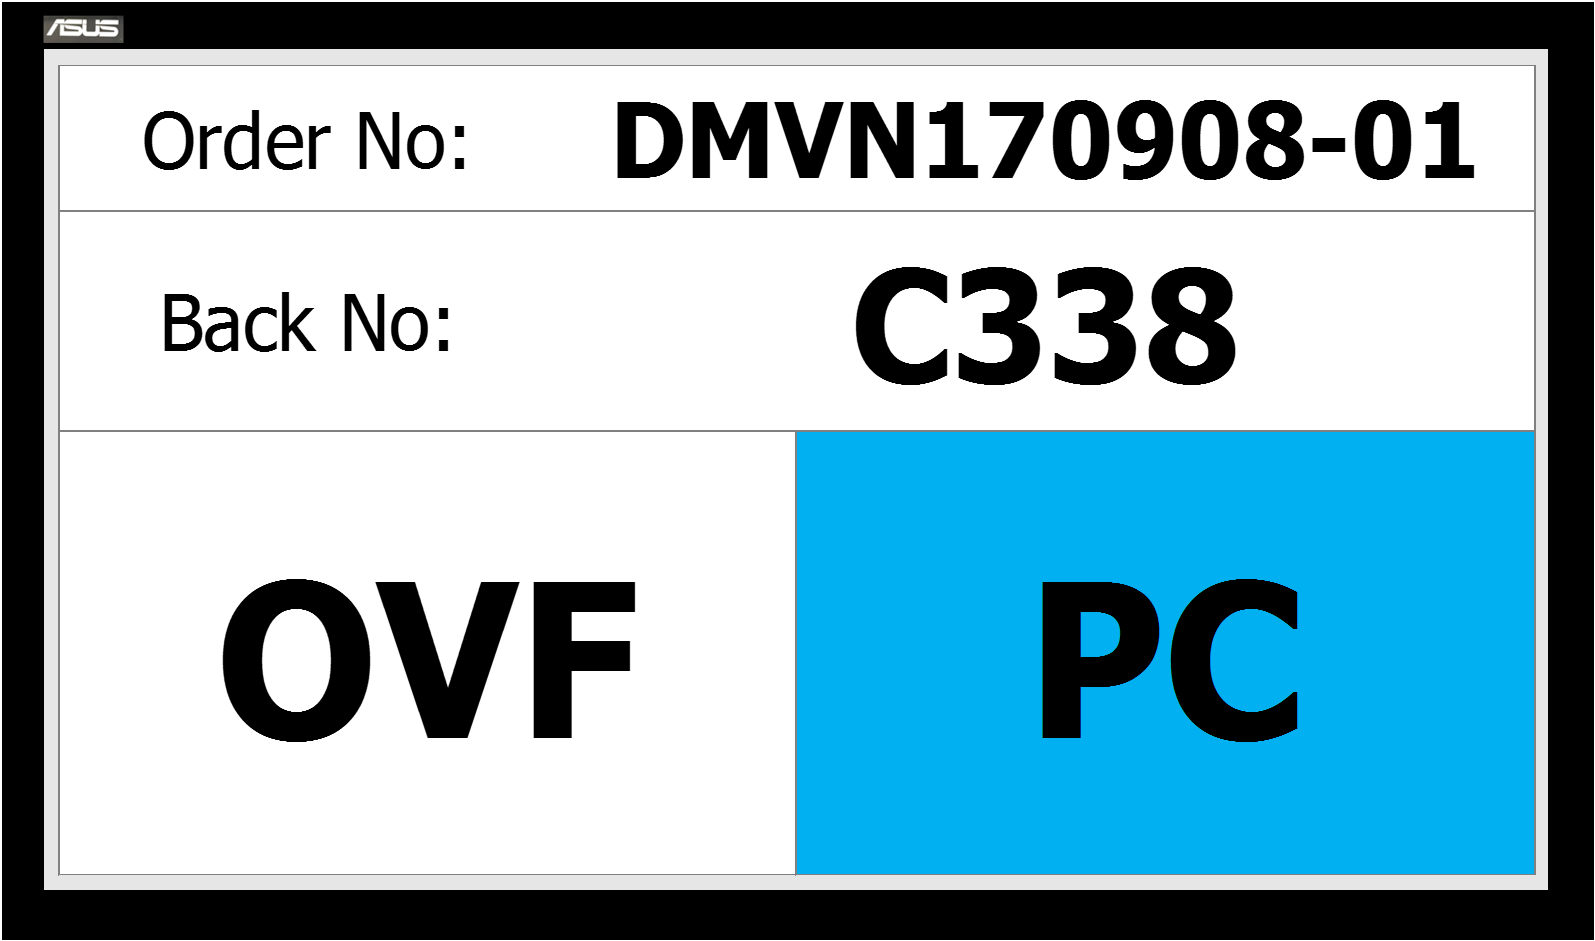 ASUS
Order No: DMVN170908-01
Back No: C338
OVF PC